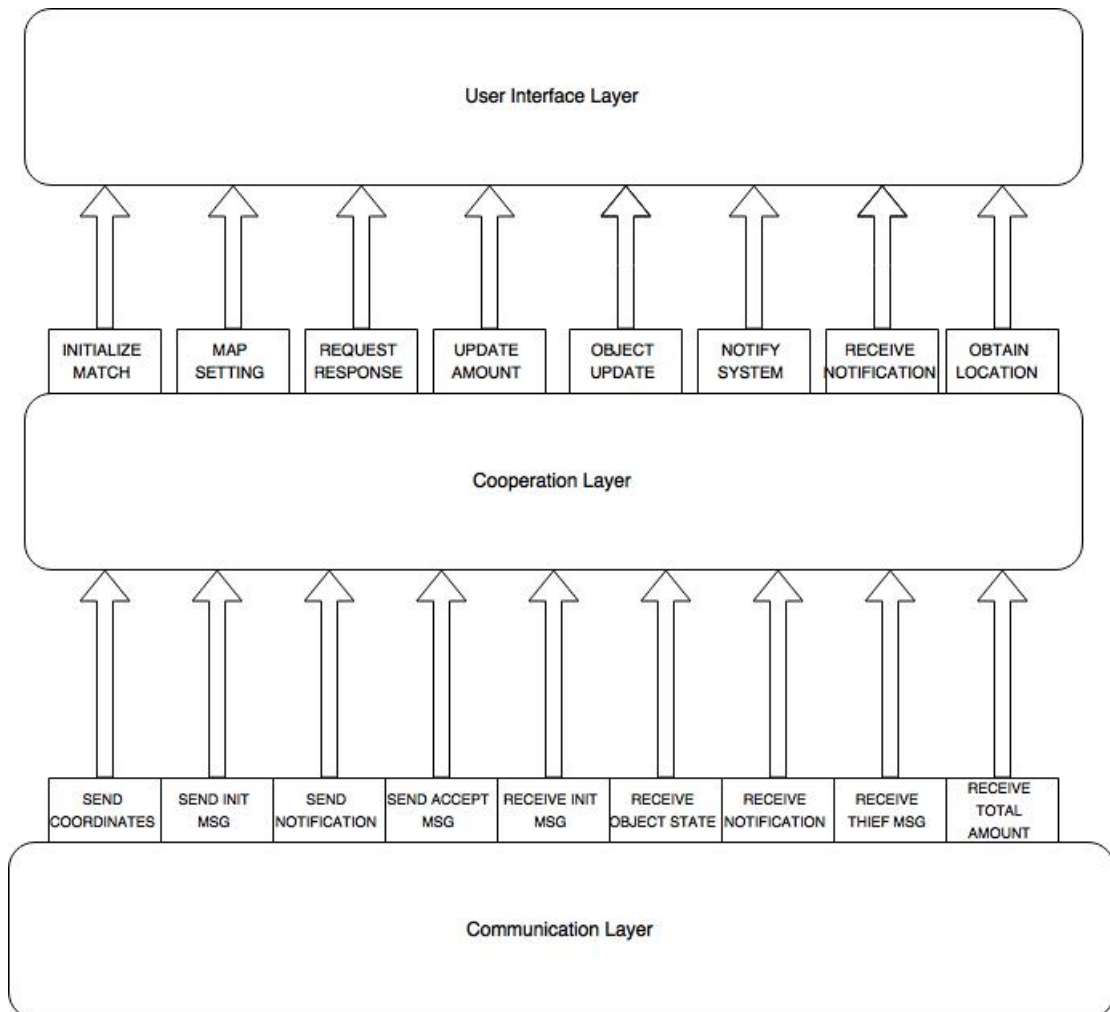 User Interface Layer
INITIALIZE
MATCH
MAP
SETTING
REQUEST
RESPONSE
UPDATE
AMOUNT
OBJECT
UPDATE
NOTIFY
SYSTEM
RECEIVE
NOTIFICATION
OBTAIN
LOCATION
Cooperation Layer
SEND
COORDINATES
SEND INIT
MSG
SEND
NOTIFICATION
SEND ACCEPT
MSG
RECEIVE INIT
MSG
RECEIVE
OBJECT STATE
RECEIVE
NOTIFICATION
RECEIVE
THIEF MSG
RECEIVE
TOTAL
AMOUNT
Communication Layer